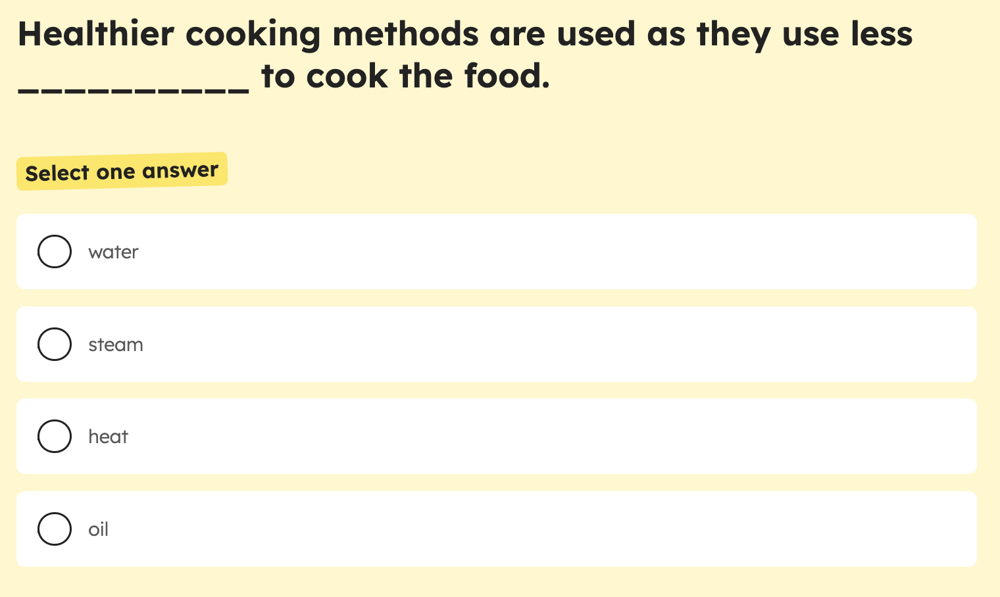 Healthier cooking methods are used as they use less
__________ to cook the food.
Select one answer
water
steam
heat
oil